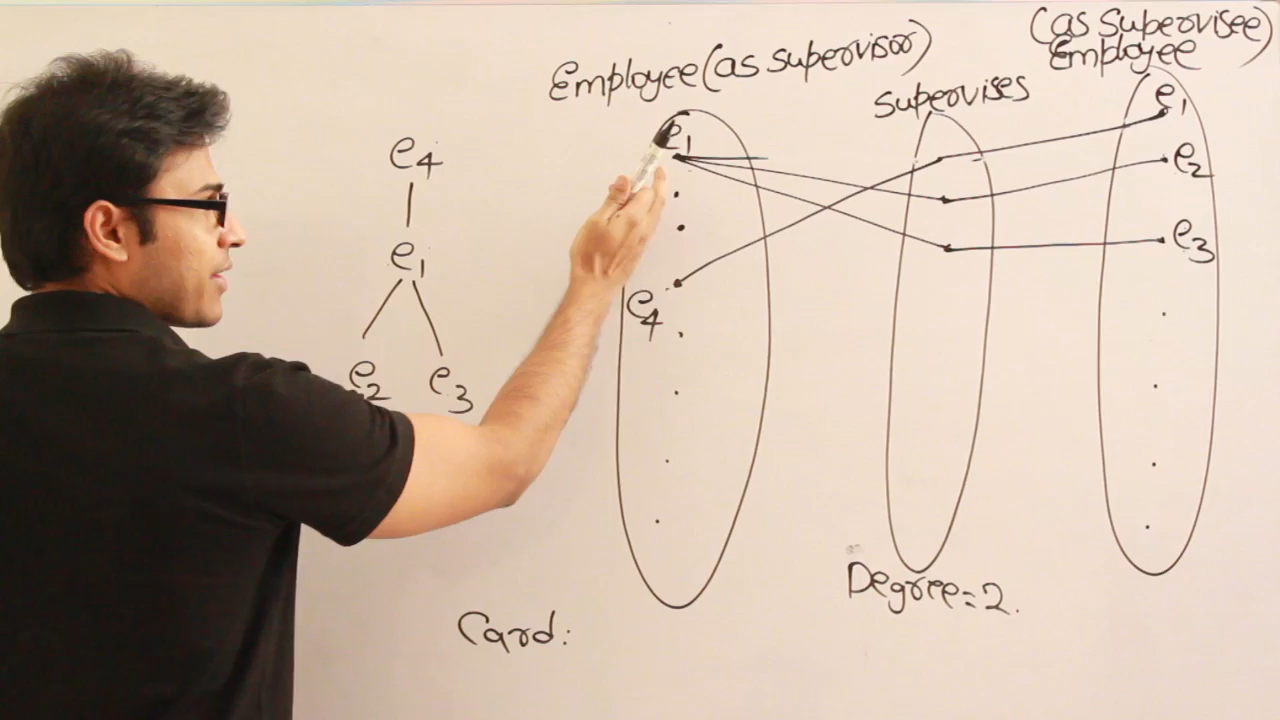 e4
e1
e2 e3
Employee(as supervisor)
e1
e4
Supervises
(as supervisee)
Employee
e1
e2
e3
Degree=2.
Card: